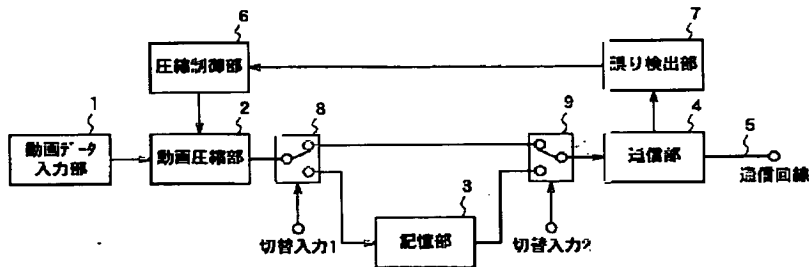 6
圧縮制御部
7
誤り検出部
1
動画データ
入力部
2
動画圧縮部
8
9
4
通信部
5
通信回線
3
記憶部
切替入力1
切替入力2